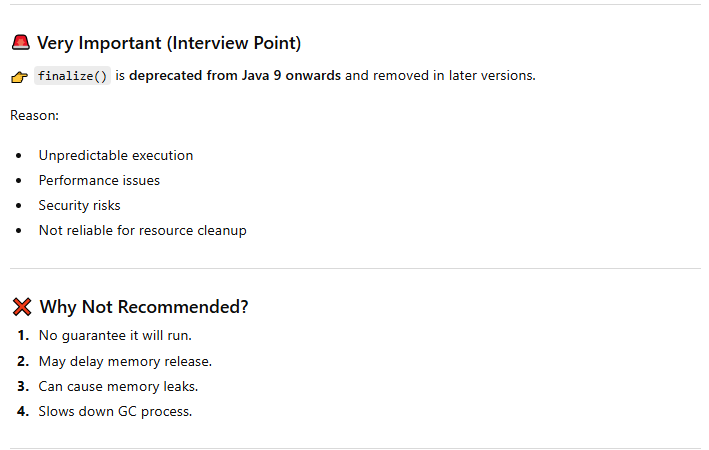 🚨 Very Important (Interview Point)
👉 finalize() is deprecated from Java 9 onwards and removed in later versions.
Reason:
• Unpredictable execution
• Performance issues
• Security risks
• Not reliable for resource cleanup
❌ Why Not Recommended?
1. No guarantee it will run.
2. May delay memory release.
3. Can cause memory leaks.
4. Slows down GC process.